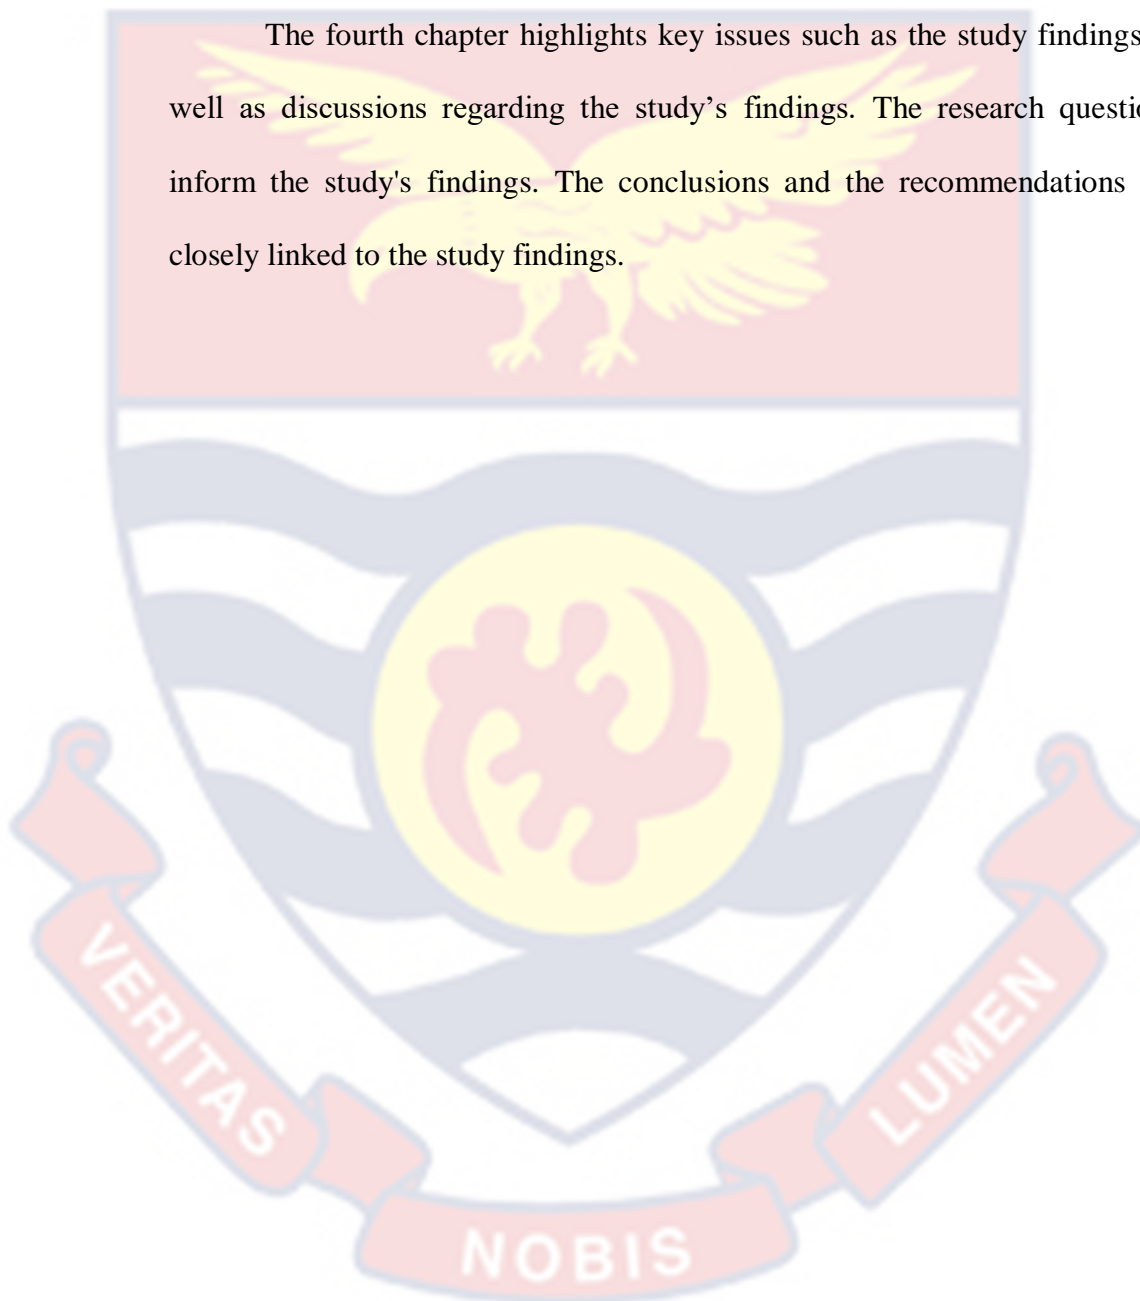 The fourth chapter highlights key issues such as the study findings
well as discussions regarding the study’s findings. The research questio
inform the study's findings. The conclusions and the recommendations
closely linked to the study findings.
VERITAS
NOBIS
LUMEN